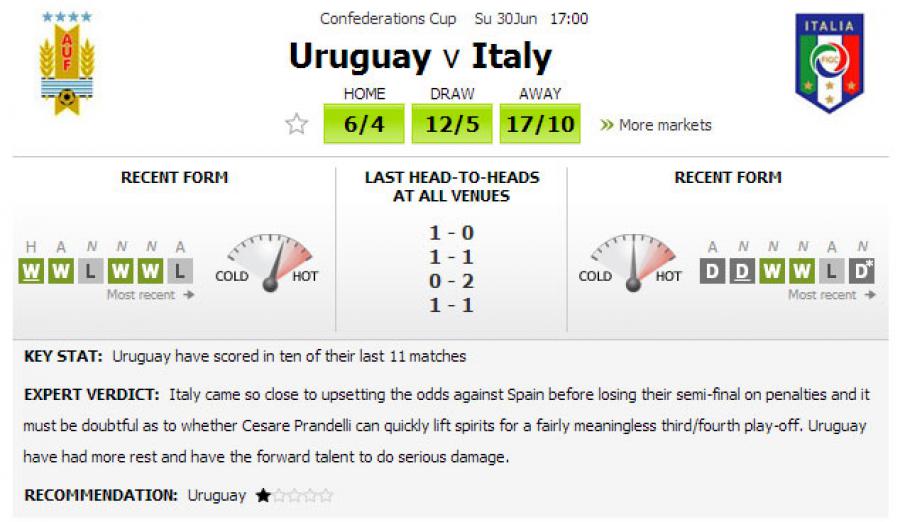 Confederations Cup Su 30Jun 17:00
Uruguay v Italy
AUF
ITALIA
FIGC
HOME DRAW AWAY
6/4 12/5 17/10 » More markets
RECENT FORM
LAST HEAD-TO-HEADS
AT ALL VENUES
RECENT FORM
H A N N N A
W W L W W L
Most recent →
COLD HOT
1 - 0
1 - 1
0 - 2
1 - 1
COLD HOT
A N N N A N
D D W W L D*
Most recent →
KEY STAT: Uruguay have scored in ten of their last 11 matches
EXPERT VERDICT: Italy came so close to upsetting the odds against Spain before losing their semi-final on penalties and it
must be doubtful as to whether Cesare Prandelli can quickly lift spirits for a fairly meaningless third/fourth play-off. Uruguay
have had more rest and have the forward talent to do serious damage.
RECOMMENDATION: Uruguay